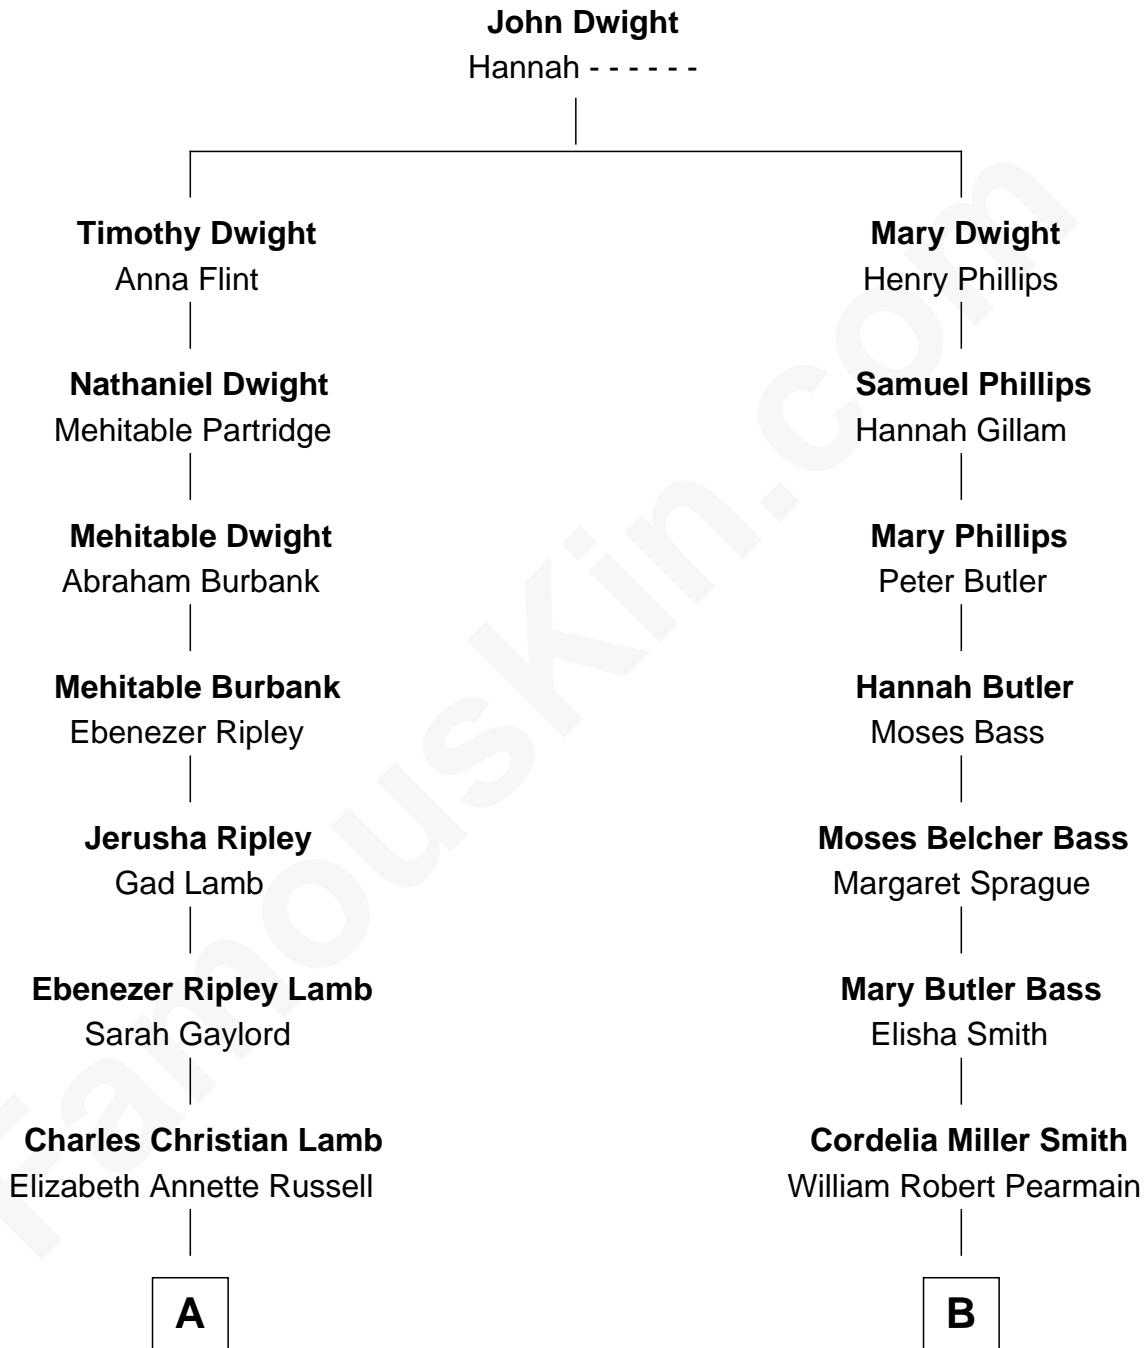 John Dwight
Hannah - - - - - -
Timothy Dwight
Anna Flint
Mary Dwight
Henry Phillips
Nathaniel Dwight
Mehitable Partridge
Samuel Phillips
Hannah Gillam
Mehitable Dwight
Abraham Burbank
Mary Phillips
Peter Butler
Mehitable Burbank
Ebenezer Ripley
Hannah Butler
Moses Bass
Jerusha Ripley
Gad Lamb
Moses Belcher Bass
Margaret Sprague
Ebenezer Ripley Lamb
Sarah Gaylord
Mary Butler Bass
Elisha Smith
Charles Christian Lamb
Elizabeth Annette Russell
Cordelia Miller Smith
William Robert Pearmain
A
B
FamousKin.com